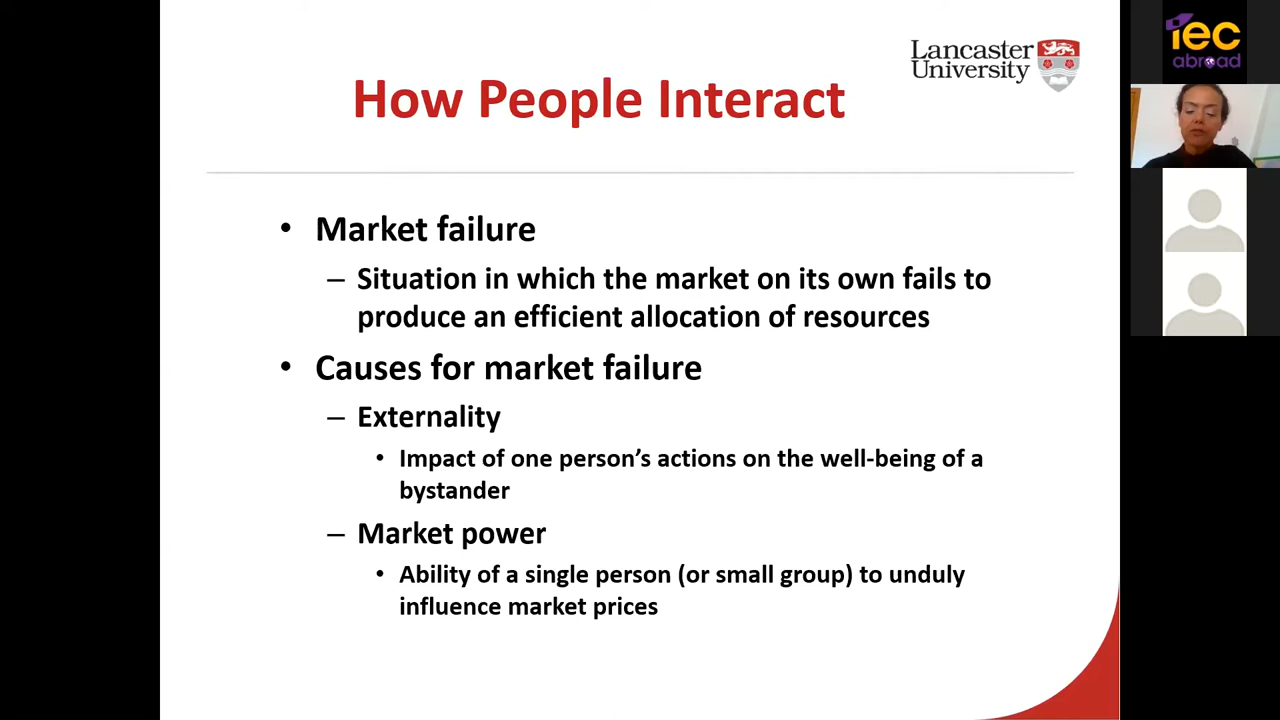 How People Interact
Lancaster
University
iec
abroad
• Market failure
– Situation in which the market on its own fails to
produce an efficient allocation of resources
• Causes for market failure
– Externality
• Impact of one person’s actions on the well-being of a
bystander
– Market power
• Ability of a single person (or small group) to unduly
influence market prices